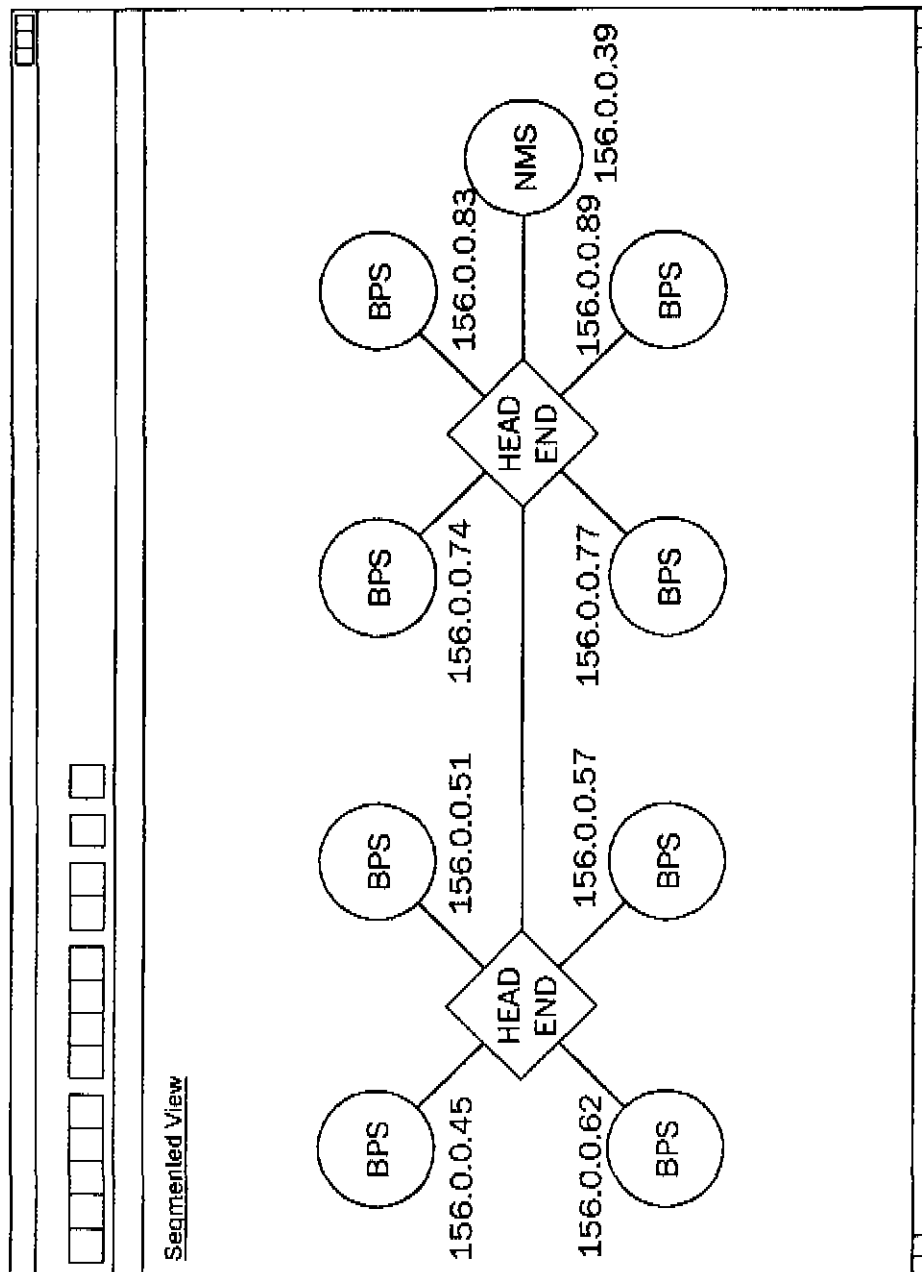 Segmented View
BPS
BPS
BPS
BPS
156.0.0.45
156.0.0.51
156.0.0.74
156.0.0.83
HEAD
END
HEAD
END
NMS
156.0.0.62
156.0.0.57
156.0.0.77
156.0.0.89
156.0.0.39
BPS
BPS
BPS
BPS